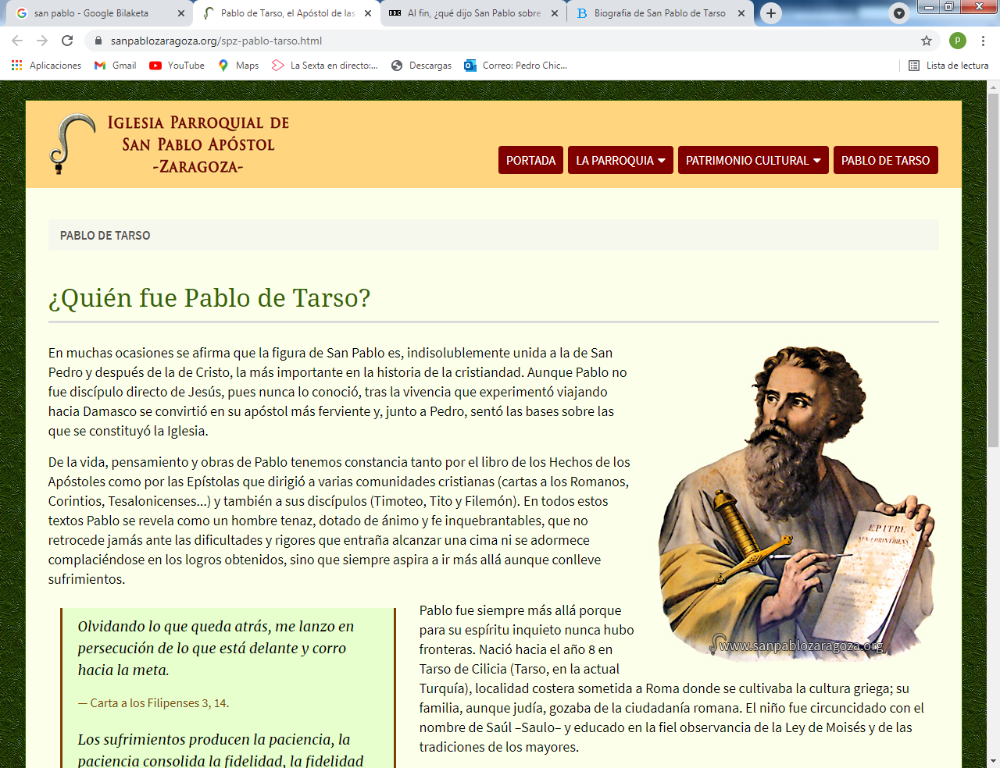 san pablo - Google Bilaketa
Pablo de Tarso, el Apóstol de las
BBC
Al fin, ¿qué dijo San Pablo sobre
B
Biografia de San Pablo de Tarso
sanpablozaragoza.org/spz-pablo-tarso.html
P
Aplicaciones
Gmail
YouTube
Maps
La Sexta en directo:...
Descargas
Correo: Pedro Chic...
Lista de lectura
Iglesia Parroquial de
San Pablo Apóstol
-Zaragoza-
PORTADA
LA PARROQUIA
PATRIMONIO CULTURAL
PABLO DE TARSO
PABLO DE TARSO
¿Quién fue Pablo de Tarso?
En muchas ocasiones se afirma que la figura de San Pablo es, indisolublemente unida a la de San
Pedro y después de la de Cristo, la más importante en la historia de la cristiandad. Aunque Pablo no
fue discípulo directo de Jesús, pues nunca lo conoció, tras la vivencia que experimentó viajando
hacia Damasco se convirtió en su apóstol más ferviente y, junto a Pedro, sentó las bases sobre las
que se constituyó la Iglesia.
De la vida, pensamiento y obras de Pablo tenemos constancia tanto por el libro de los Hechos de los
Apóstoles como por las Epístolas que dirigió a varias comunidades cristianas (cartas a los Romanos,
Corintios, Tesalonicenses...) y también a sus discípulos (Timoteo, Tito y Filemón). En todos estos
textos Pablo se revela como un hombre tenaz, dotado de ánimo y fe inquebrantables, que no
retrocede jamás ante las dificultades y rigores que entraña alcanzar una cima ni se adormece
complaciéndose en los logros obtenidos, sino que siempre aspira a ir más allá aunque conlleve
sufrimientos.
EPITRE
AUX CORINTHIENS
www.sanpablozaragoza.org
Olvidando lo que queda atrás, me lanzo en
persecución de lo que está delante y corro
hacia la meta.
— Carta a los Filipenses 3, 14.
Los sufrimientos producen la paciencia, la
paciencia consolida la fidelidad, la fidelidad
Pablo fue siempre más allá porque
para su espíritu inquieto nunca hubo
fronteras. Nació hacia el año 8 en
Tarso de Cilicia (Tarso, en la actual
Turquía), localidad costera sometida a Roma donde se cultivaba la cultura griega; su
familia, aunque judía, gozaba de la ciudadanía romana. El niño fue circuncidado con el
nombre de Saúl –Saulo– y educado en la fiel observancia de la Ley de Moisés y de las
tradiciones de los mayores.